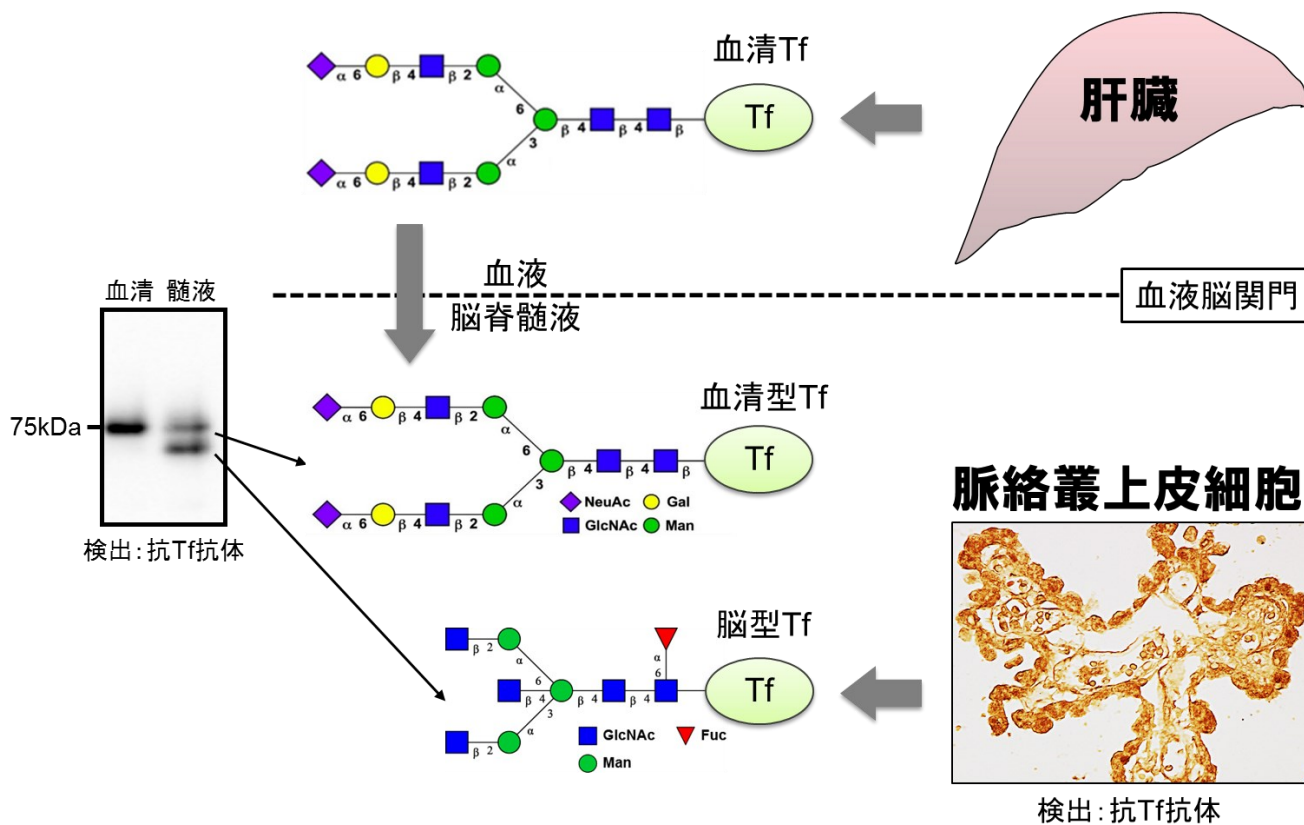 血清Tf
α 6 β 4 β 2 α
6
β 4 β 4 β
3
α 6 β 4 β 2 α
Tf
肝臓
血液
脳脊髄液
血液脳関門
血清 髄液
75kDa
検出:抗Tf抗体
血清型Tf
α 6 β 4 β 2 α
6
β 4 β 4 β
3
α 6 β 4 β 2 α
Tf
NeuAc Gal
GlcNAc Man
脳型Tf
β 2 α
6
β 4
3
β 4 β 4
α
6
β 2 α
Tf
GlcNAc Fuc
Man
脈絡叢上皮細胞
検出:抗Tf抗体